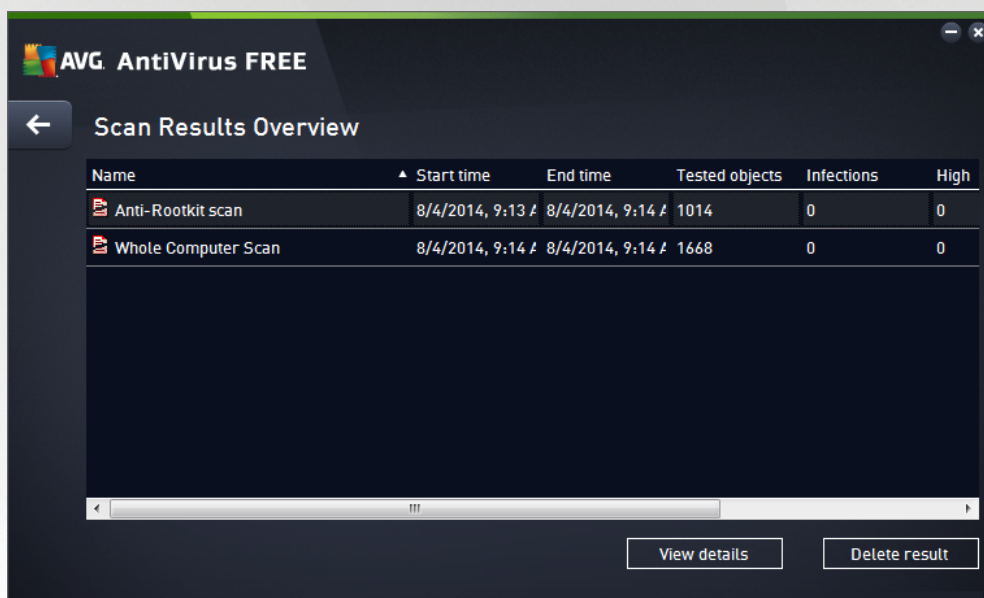 AVG. AntiVirus FREE
Scan Results Overview
Name Start time End time Tested objects Infections High
Anti-Rootkit scan 8/4/2014, 9:13 A 8/4/2014, 9:14 A 1014 0 0
Whole Computer Scan 8/4/2014, 9:14 A 8/4/2014, 9:14 A 1668 0 0
View details Delete result